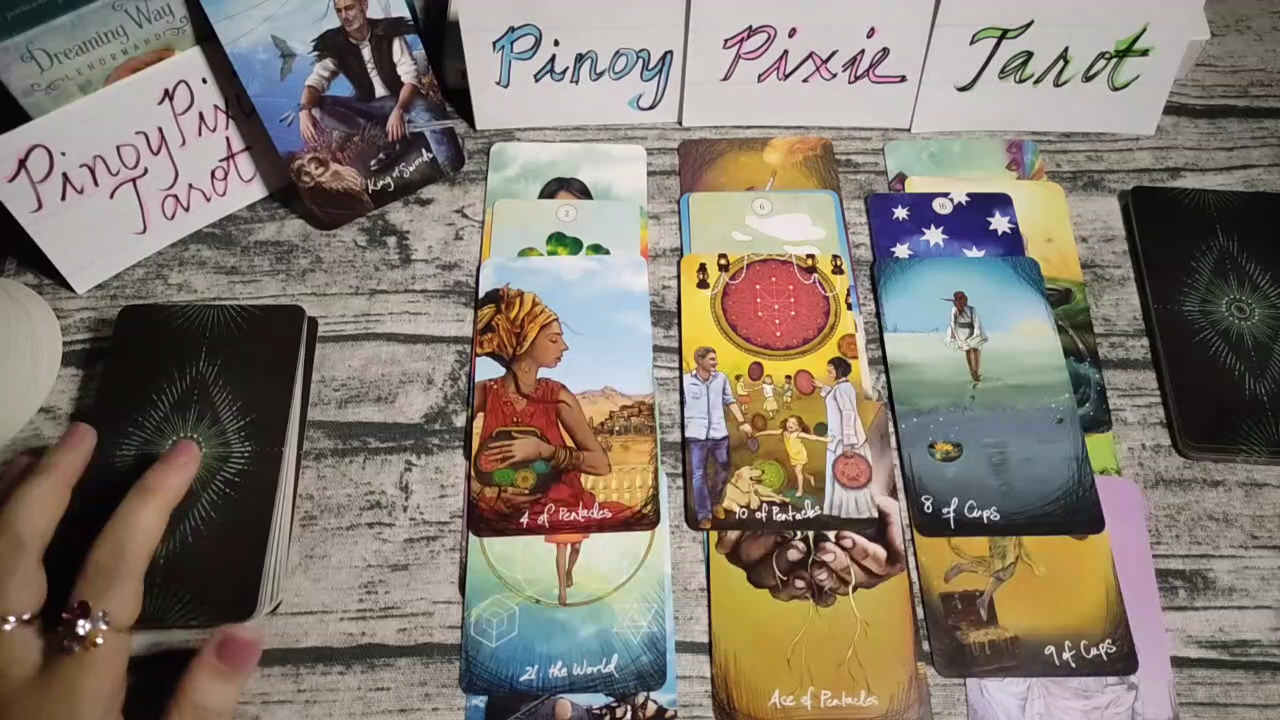 Dreaming Way
LENORMAND
Pinoy Pixie Tarot
Pinoy
Tarot
King of Swords
2
6
16
4 of Pentacles
10 of Pentacles
8 of Cups
21. the World
Ace of Pentacles
9 of Cups